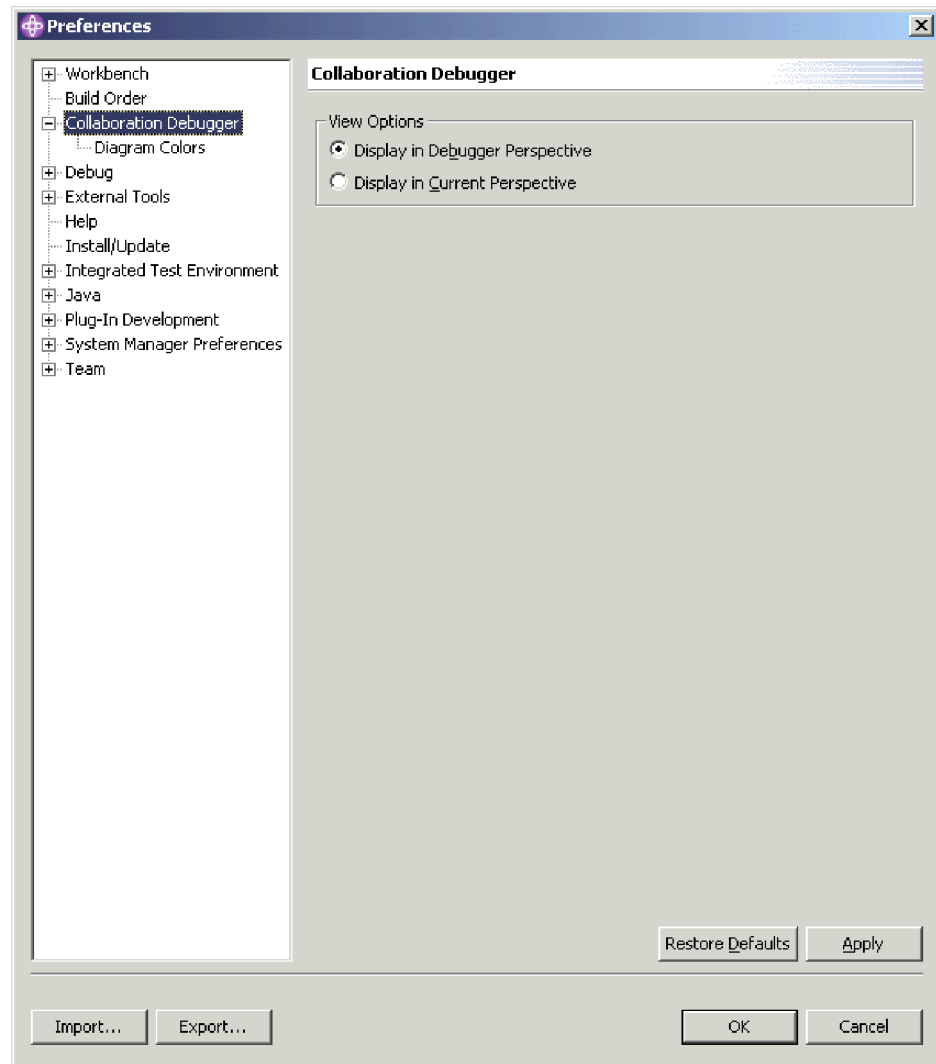 Preferences
Workbench
Build Order
Collaboration Debugger
Diagram Colors
Debug
External Tools
Help
Install/Update
Integrated Test Environment
Java
Plug-In Development
System Manager Preferences
Team
Collaboration Debugger
View Options
Display in Debugger Perspective
Display in Current Perspective
Restore Defaults
Apply
Import...
Export...
OK
Cancel